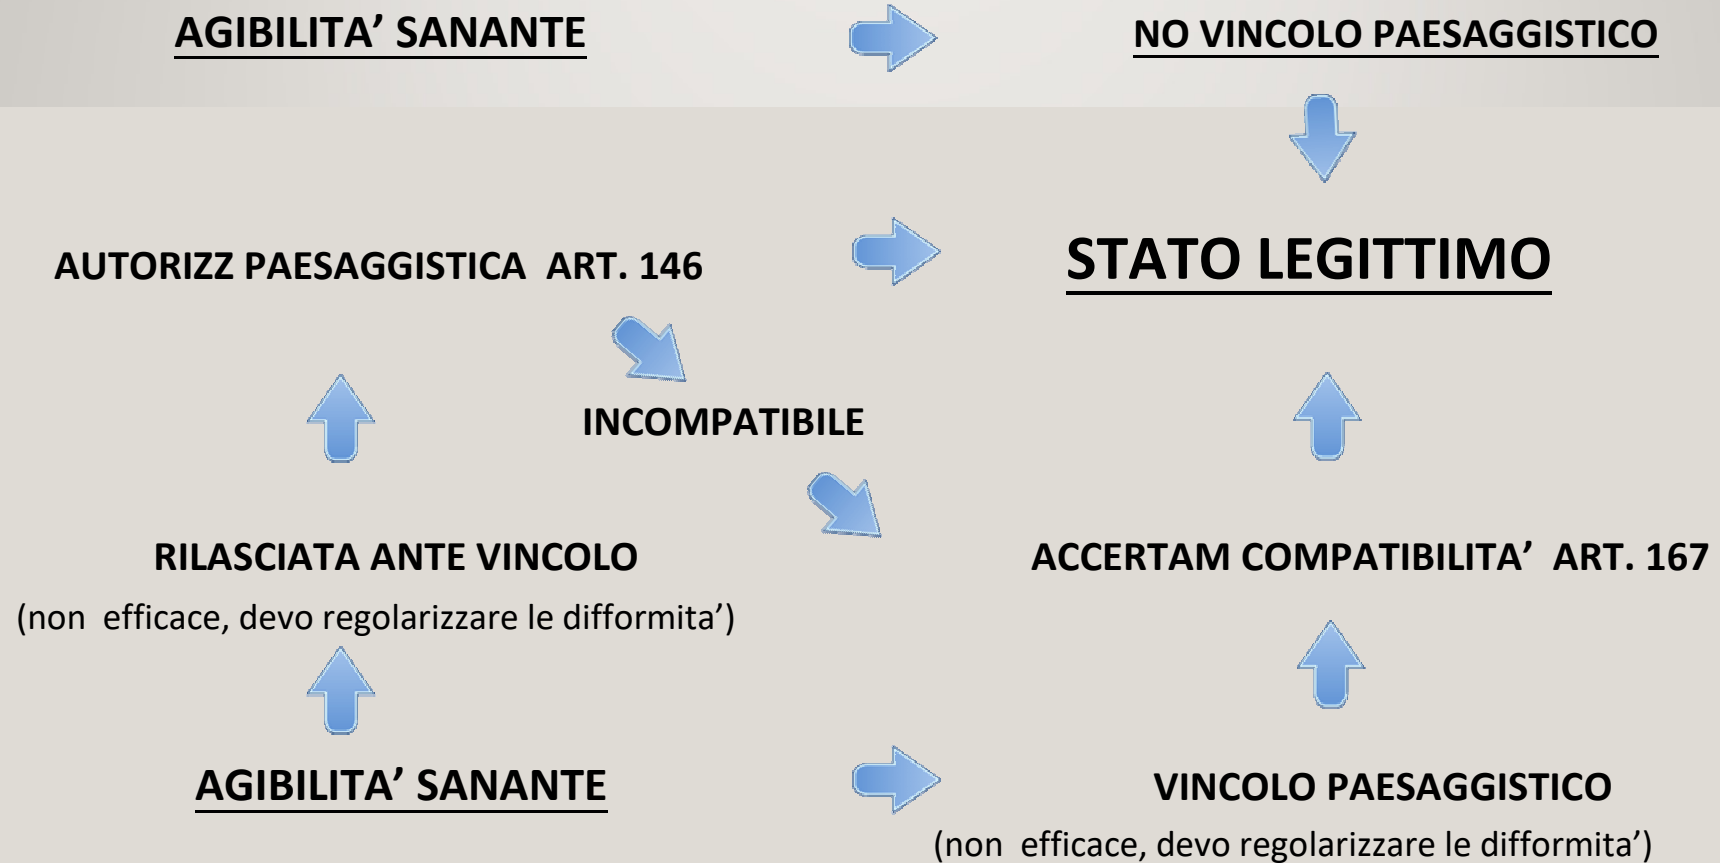 AGIBILITA’ SANANTE
NO VINCOLO PAESAGGISTICO
AUTORIZZ PAESAGGISTICA ART. 146
STATO LEGITTIMO
INCOMPATIBILE
RILASCIATA ANTE VINCOLO
(non efficace, devo regolarizzare le difformita’)
ACCERTAM COMPATIBILITA’ ART. 167
AGIBILITA’ SANANTE
VINCOLO PAESAGGISTICO
(non efficace, devo regolarizzare le difformita’)